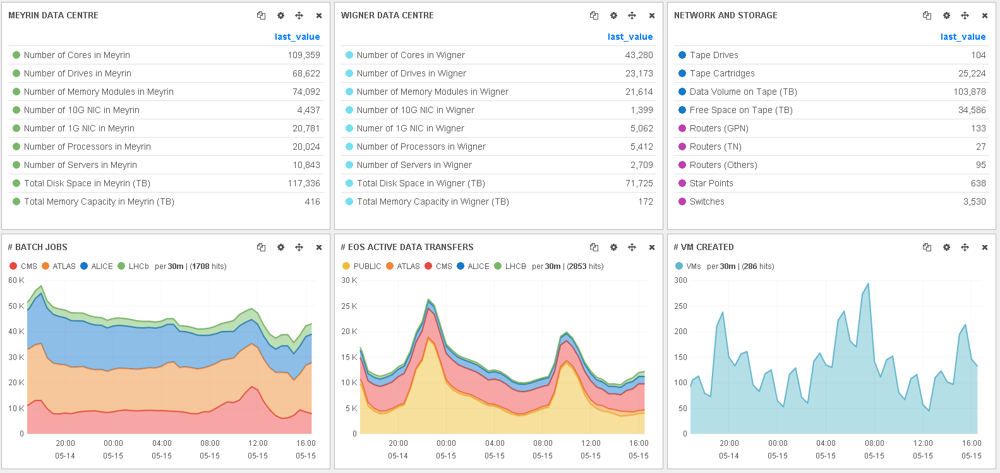 MEYRIN DATA CENTRE
last_value
Number of Cores in Meyrin 109,359
Number of Drives in Meyrin 68,622
Number of Memory Modules in Meyrin 74,092
Number of 10G NIC in Meyrin 4,437
Number of 1G NIC in Meyrin 20,781
Number of Processors in Meyrin 20,024
Number of Servers in Meyrin 10,843
Total Disk Space in Meyrin (TB) 117,336
Total Memory Capacity in Meyrin (TB) 416
WIGNER DATA CENTRE
last_value
Number of Cores in Wigner 43,280
Number of Drives in Wigner 23,173
Number of Memory Modules in Wigner 21,614
Number of 10G NIC in Wigner 1,399
Numer of 1G NIC in Wigner 5,062
Number of Processors in Wigner 5,412
Number of Servers in Wigner 2,709
Total Disk Space in Wigner (TB) 71,725
Total Memory Capacity in Wigner (TB) 172
NETWORK AND STORAGE
last_value
Tape Drives 104
Tape Cartridges 25,224
Data Volume on Tape (TB) 103,878
Free Space on Tape (TB) 34,586
Routers (GPN) 133
Routers (TN) 27
Routers (Others) 95
Star Points 638
Switches 3,530
# BATCH JOBS
CMS ATLAS ALICE LHCb per 30m | (1708 hits)
60 K
50 K
40 K
30 K
20 K
10 K
0
20:00 00:00 04:00 08:00 12:00 16:00
05-14 05-15 05-15 05-15 05-15 05-15
# EOS ACTIVE DATA TRANSFERS
PUBLIC ATLAS CMS ALICE LHCB per 30m | (2853 hits)
30 K
25 K
20 K
15 K
10 K
5 K
0
20:00 00:00 04:00 08:00 12:00 16:00
05-14 05-15 05-15 05-15 05-15 05-15
# VM CREATED
VMs per 30m | (286 hits)
300
250
200
150
100
50
0
20:00 00:00 04:00 08:00 12:00 16:00
05-14 05-15 05-15 05-15 05-15 05-15